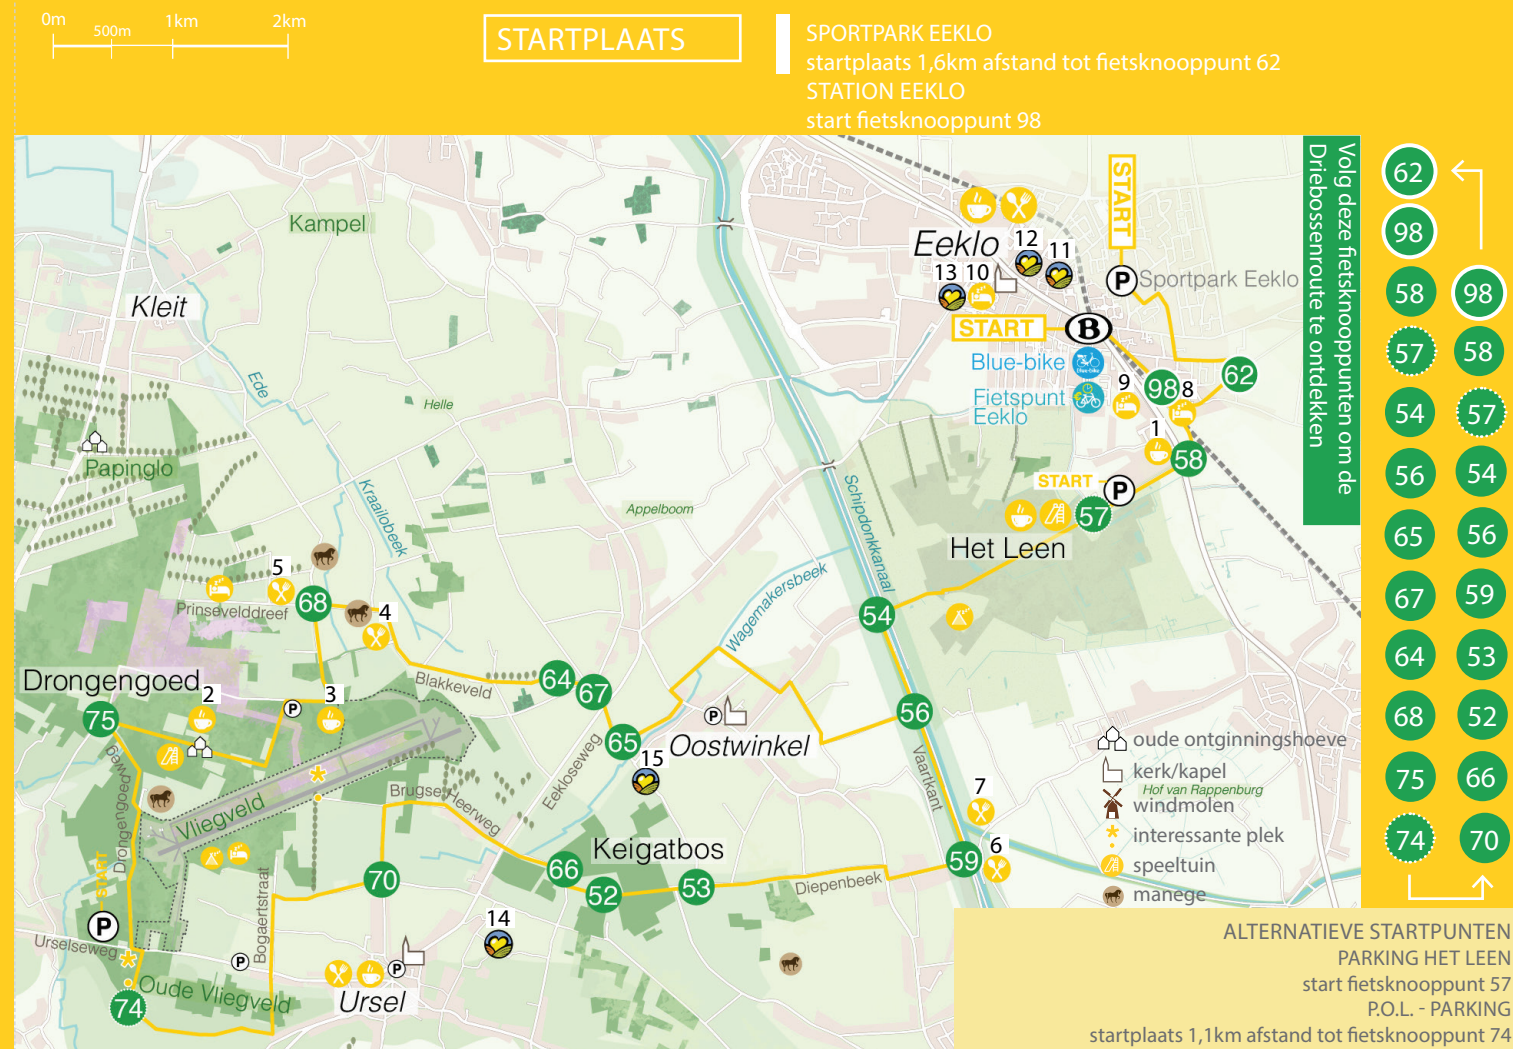 0m
500m
1km
2km
STARTPLAATS
SPORTPARK EEKLO
startplaats 1,6km afstand tot fietsknooppunt 62
STATION EEKLO
start fietsknooppunt 98
Volg deze fietsknooppunten om de
Driebossenroute te ontdekken
62
98
58
98
57
58
54
57
56
54
65
56
67
59
64
53
68
52
75
66
74
70
START
Kampel
Eeklo
12
11
13
10
P
Sportpark Eeklo
Kleit
START
B
Blue-bike
Fietspunt
Eeklo
9
98
8
62
Ede
Helle
1
58
Papinglo
START
P
57
Kraailobeek
Appelboom
Schipdonkkanaal
Het Leen
5
Prinsevelddreef
68
4
Wagemakersbeek
54
Drongengoed
2
3
Blakkeveld
64
67
75
P
56
65
P
Oostwinkel
15
Drongengoedweg
Vliegveld
Brugse Heerweg
Eekloseweg
Vaartkant
7
6
Keigatbos
66
52
53
Diepenbeek
59
70
START
P
Urselseweg
Bogaertstraat
P
14
P
Oude Vliegveld
Ursel
74
oude ontginningshoeve
kerk/kapel
Hof van Rappenburg
windmolen
interessante plek
speeltuin
manege
ALTERNATIEVE STARTPUNTEN
PARKING HET LEEN
start fietsknooppunt 57
P.O.L. - PARKING
startplaats 1,1km afstand tot fietsknooppunt 74